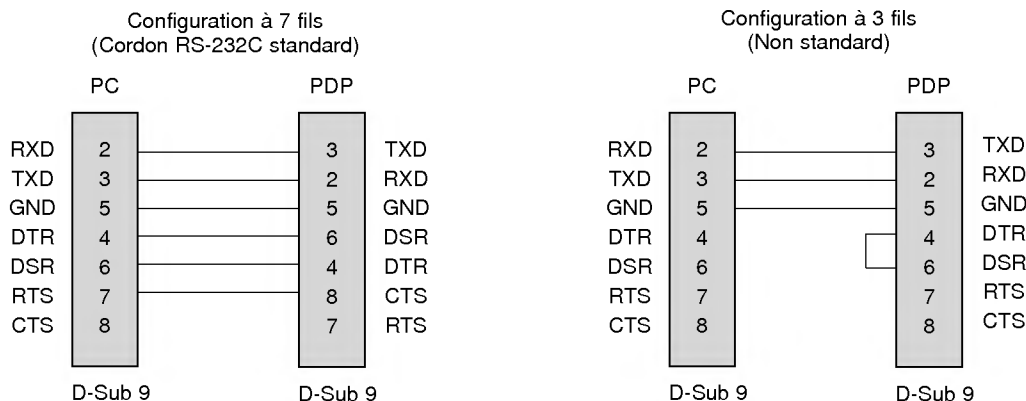 Configuration à 7 fils
(Cordon RS-232C standard)
PC PDP
RXD 2 3 TXD
TXD 3 2 RXD
GND 5 5 GND
DTR 4 6 DSR
DSR 6 4 DTR
RTS 7 8 CTS
CTS 8 7 RTS
D-Sub 9 D-Sub 9
Configuration à 3 fils
(Non standard)
PC PDP
RXD 2 3 TXD
TXD 3 2 RXD
GND 5 5 GND
DTR 4 4 DTR
DSR 6 6 DSR
RTS 7 7 RTS
CTS 8 8 CTS
D-Sub 9 D-Sub 9